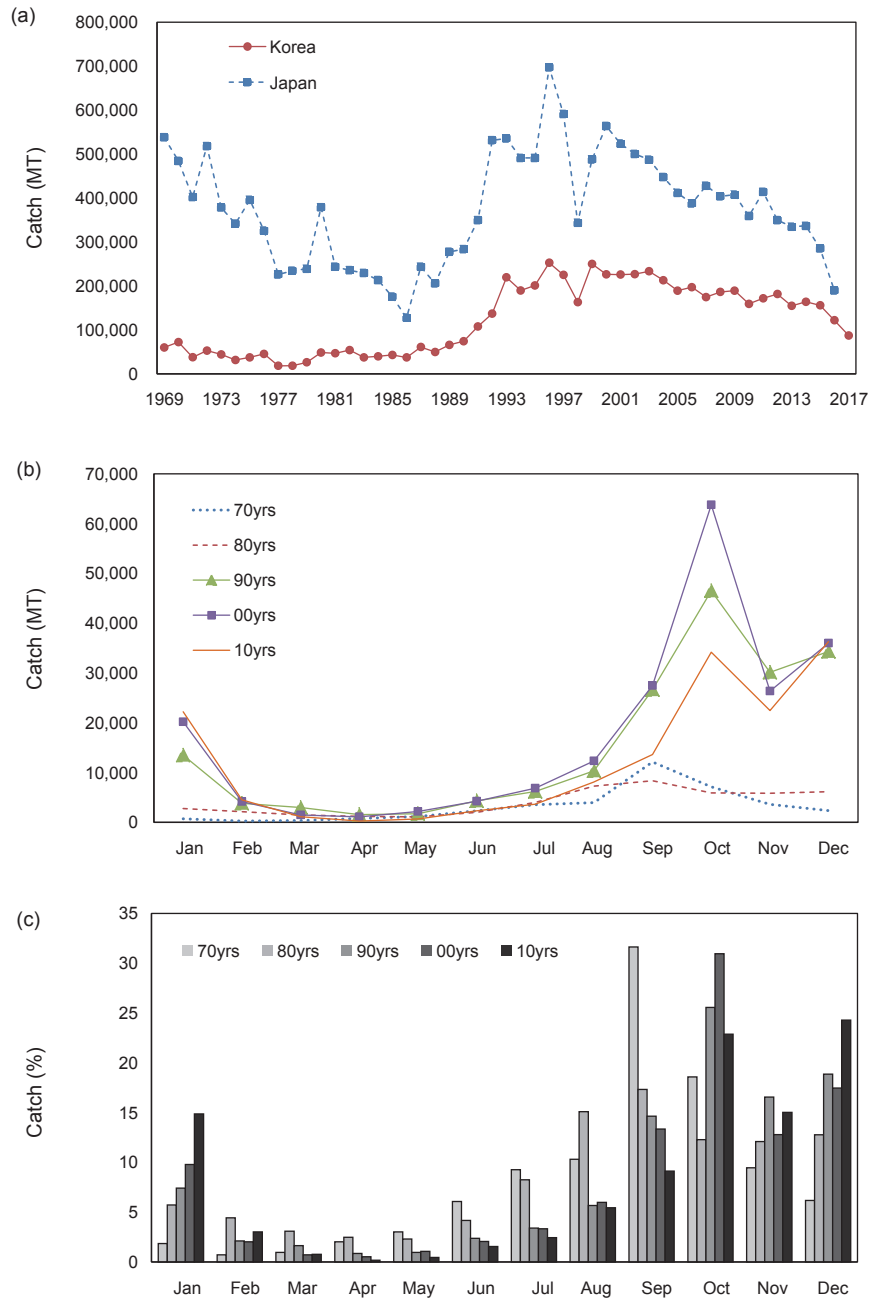 (a)
800,000
700,000
600,000
500,000
400,000
300,000
200,000
100,000
0
Catch (MT)
Korea
Japan
1969 1973 1977 1981 1985 1989 1993 1997 2001 2005 2009 2013 2017
(b)
70,000
60,000
50,000
40,000
30,000
20,000
10,000
0
Catch (MT)
70yrs
80yrs
90yrs
00yrs
10yrs
Jan Feb Mar Apr May Jun Jul Aug Sep Oct Nov Dec
(c)
35
30
25
20
15
10
5
0
Catch (%)
70yrs 80yrs 90yrs 00yrs 10yrs
Jan Feb Mar Apr May Jun Jul Aug Sep Oct Nov Dec